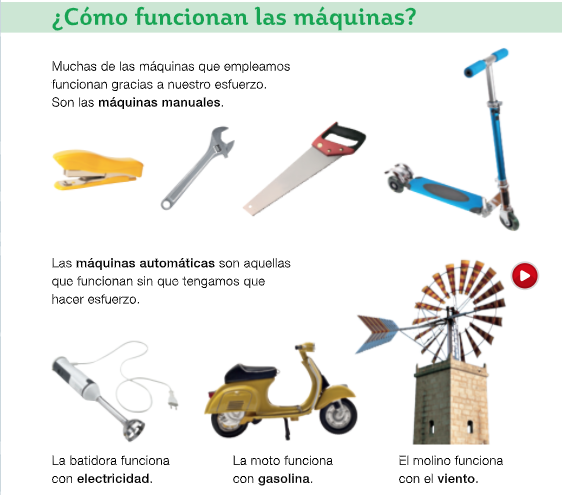 ¿Cómo funcionan las máquinas?
Muchas de las máquinas que empleamos
funcionan gracias a nuestro esfuerzo.
Son las máquinas manuales.
Las máquinas automáticas son aquellas
que funcionan sin que tengamos que
hacer esfuerzo.
La batidora funciona
con electricidad.
La moto funciona
con gasolina.
El molino funciona
con el viento.